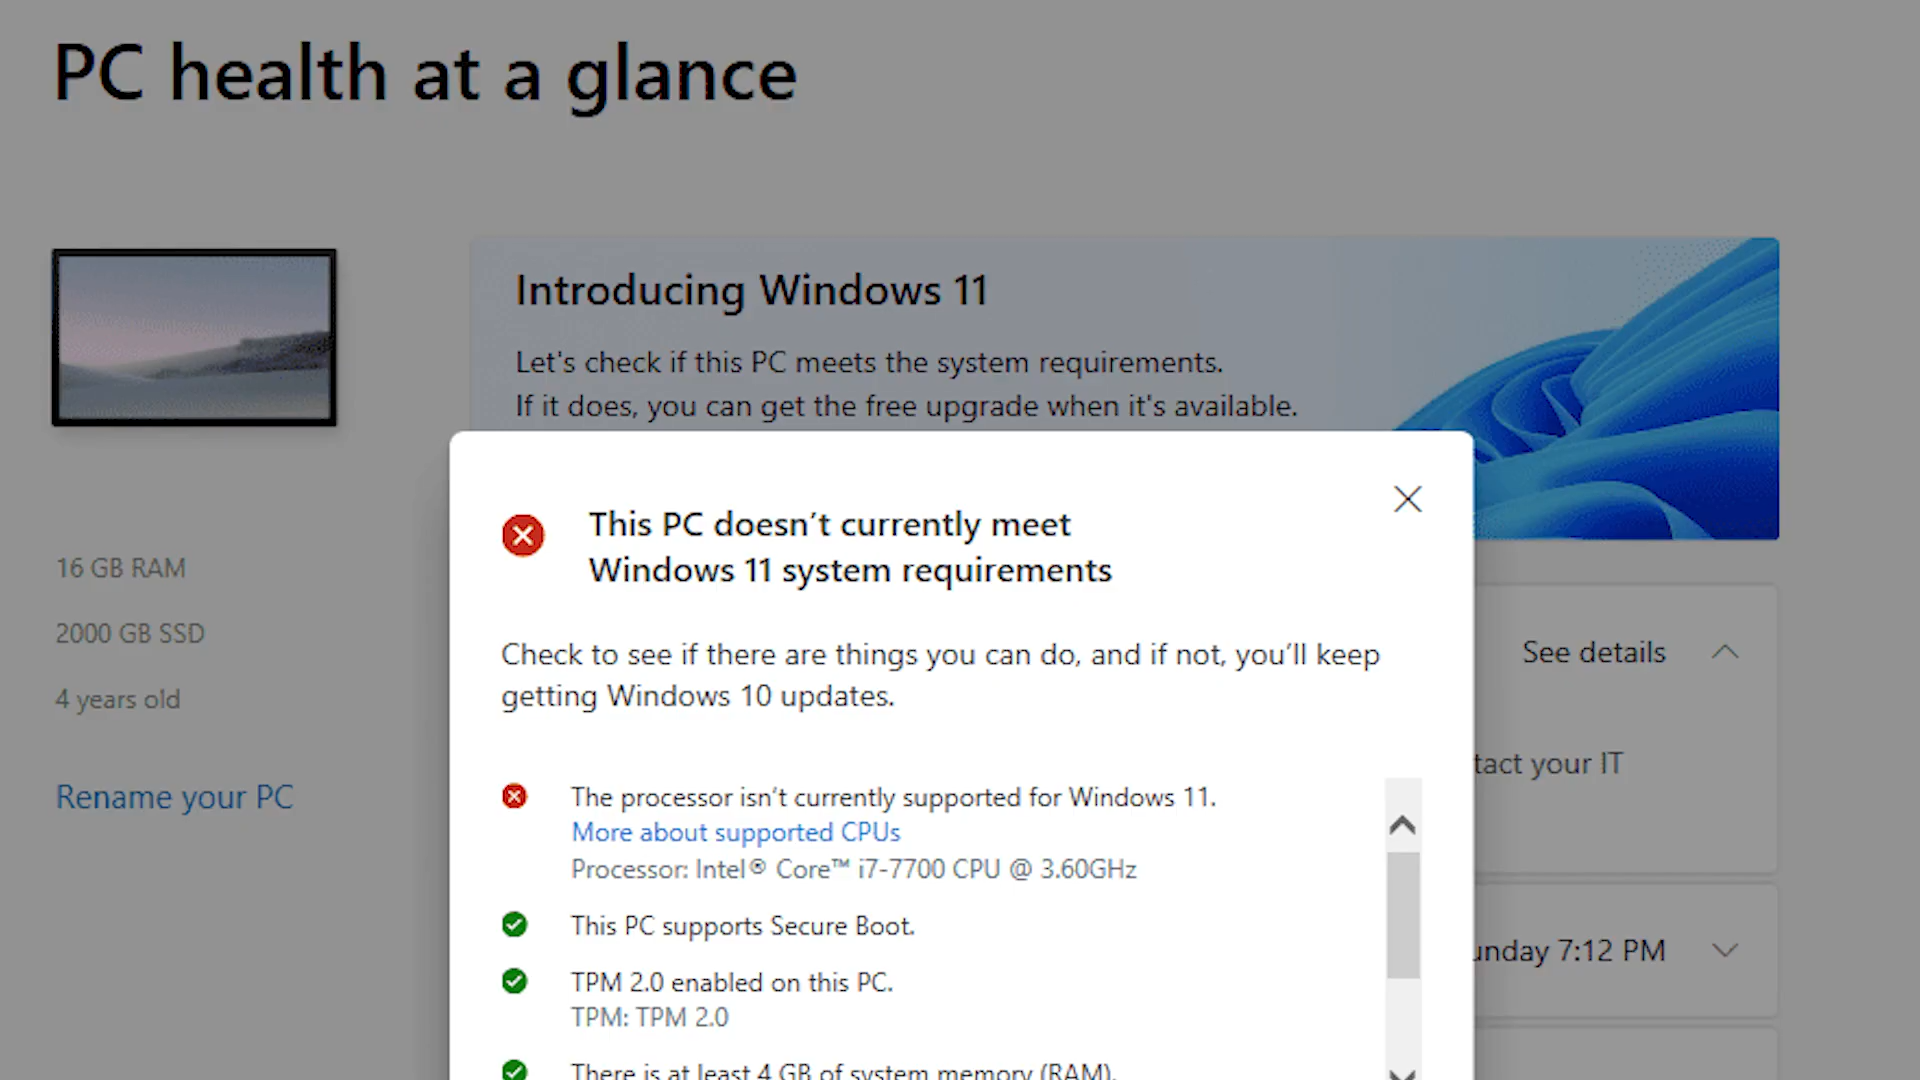 PC health at a glance
Introducing Windows 11
Let's check if this PC meets the system requirements.
If it does, you can get the free upgrade when it's available.
16 GB RAM
2000 GB SSD
4 years old
Rename your PC
This PC doesn’t currently meet
Windows 11 system requirements
Check to see if there are things you can do, and if not, you’ll keep
getting Windows 10 updates.
The processor isn’t currently supported for Windows 11.
More about supported CPUs
Processor: Intel® Core™ i7-7700 CPU @ 3.60GHz
This PC supports Secure Boot.
TPM 2.0 enabled on this PC.
TPM: TPM 2.0
There is at least 4 GB of system memory (RAM).
See details
tact your IT
unday 7:12 PM